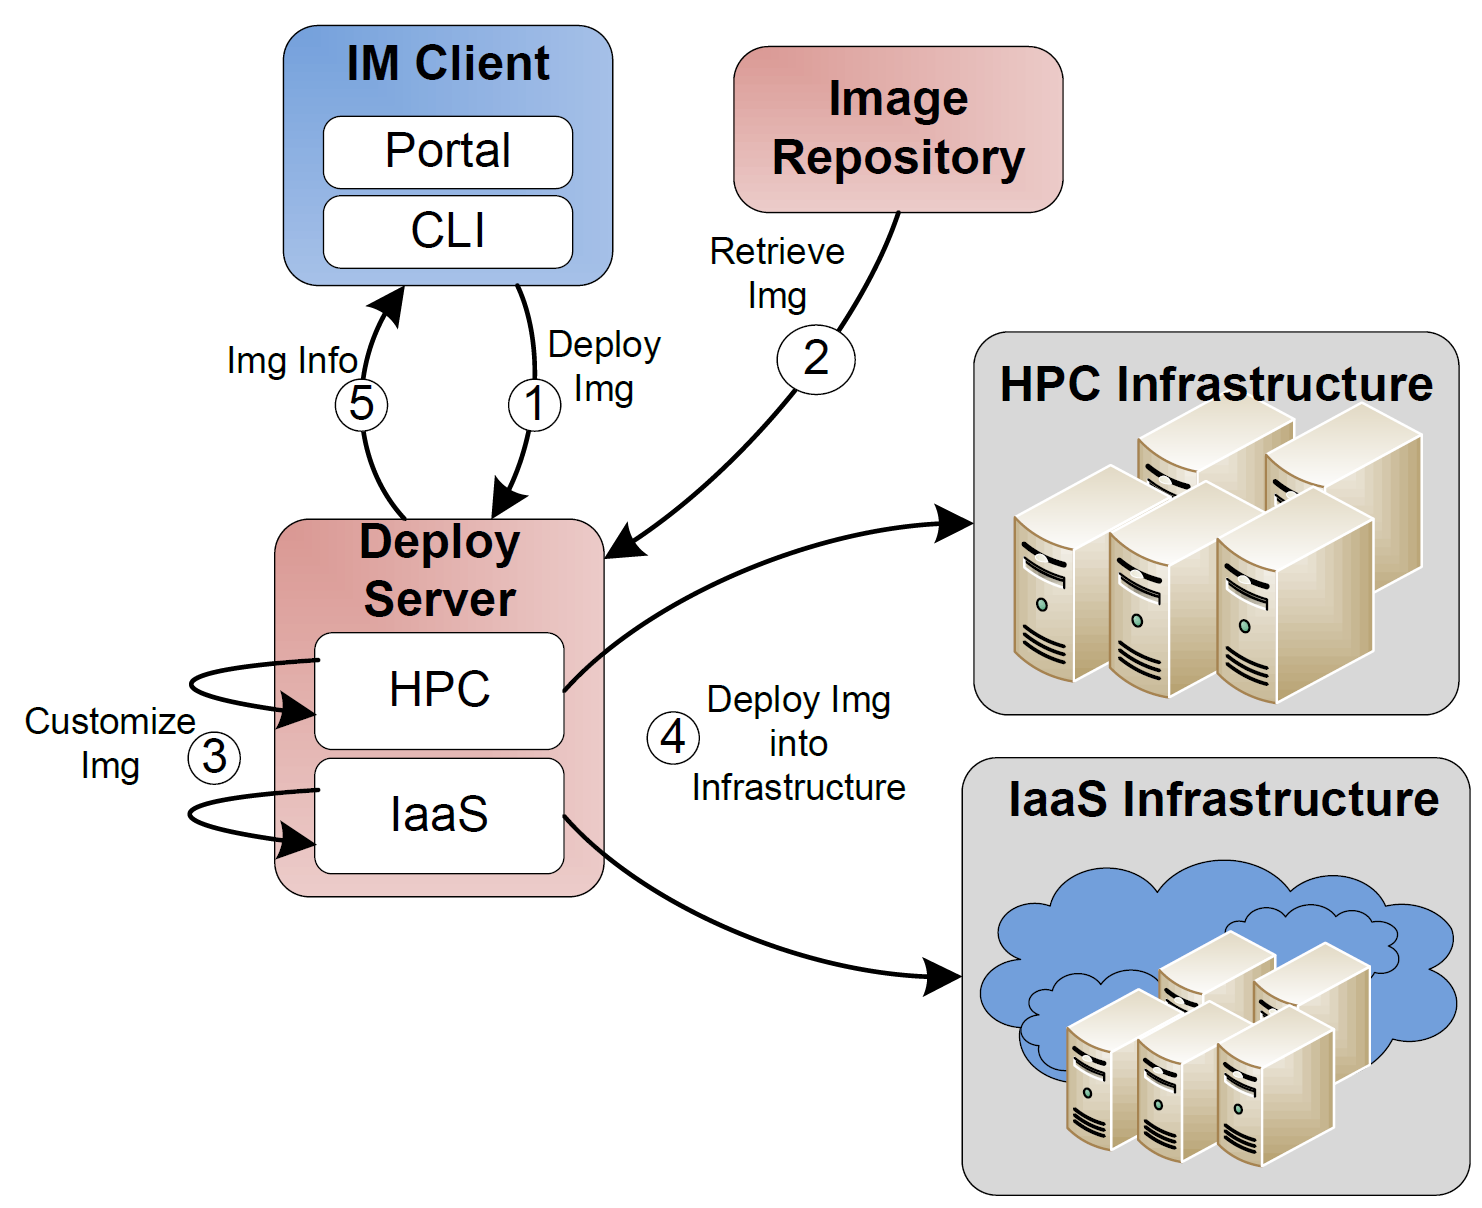 IM Client
Portal
CLI
Image
Repository
Retrieve
Img
2
Img Info
5
Deploy
Img
1
HPC Infrastructure
Deploy
Server
HPC
IaaS
Customize
Img
3
4
Deploy Img
into
Infrastructure
IaaS Infrastructure